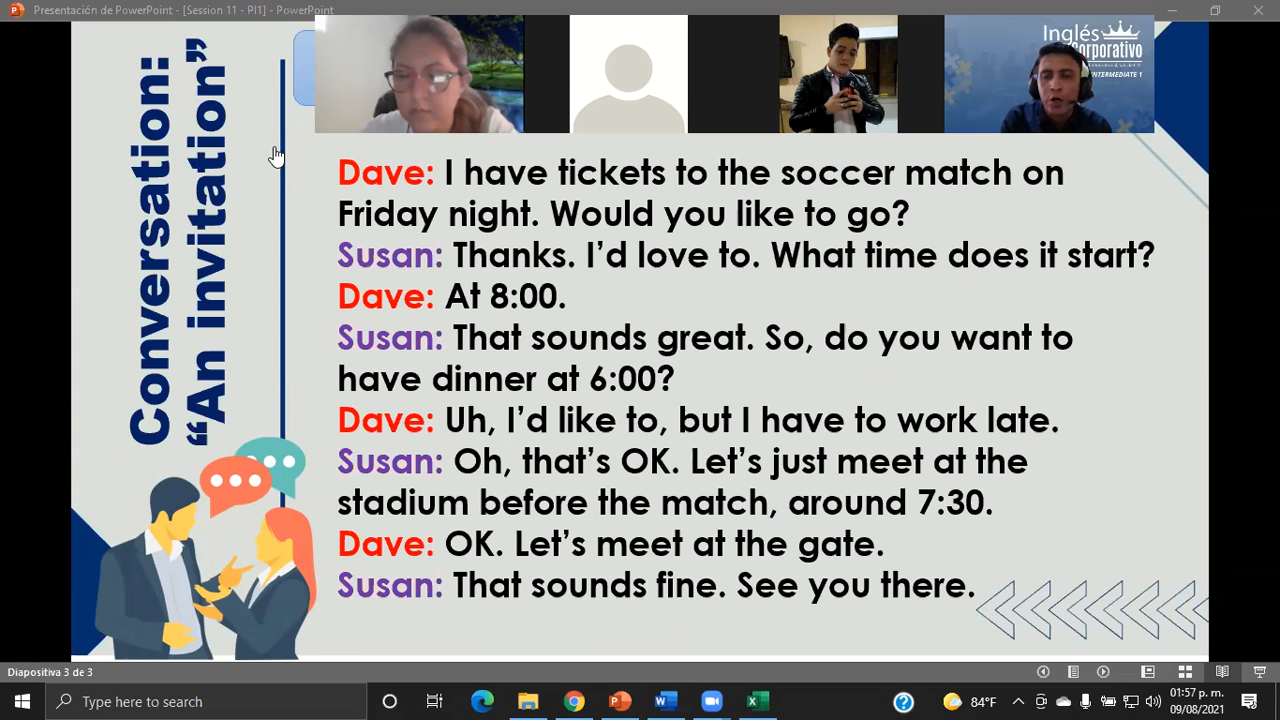 Presentación de PowerPoint - [Session 11 - PI1] - PowerPoint
Inglés
Corporativo
INTERMEDIATE 1
Conversation:
“An invitation”
Dave: I have tickets to the soccer match on
Friday night. Would you like to go?
Susan: Thanks. I’d love to. What time does it start?
Dave: At 8:00.
Susan: That sounds great. So, do you want to
have dinner at 6:00?
Dave: Uh, I’d like to, but I have to work late.
Susan: Oh, that’s OK. Let’s just meet at the
stadium before the match, around 7:30.
Dave: OK. Let’s meet at the gate.
Susan: That sounds fine. See you there.
Diapositiva 3 de 3
Type here to search
84°F
01:57 p. m.
09/08/2021